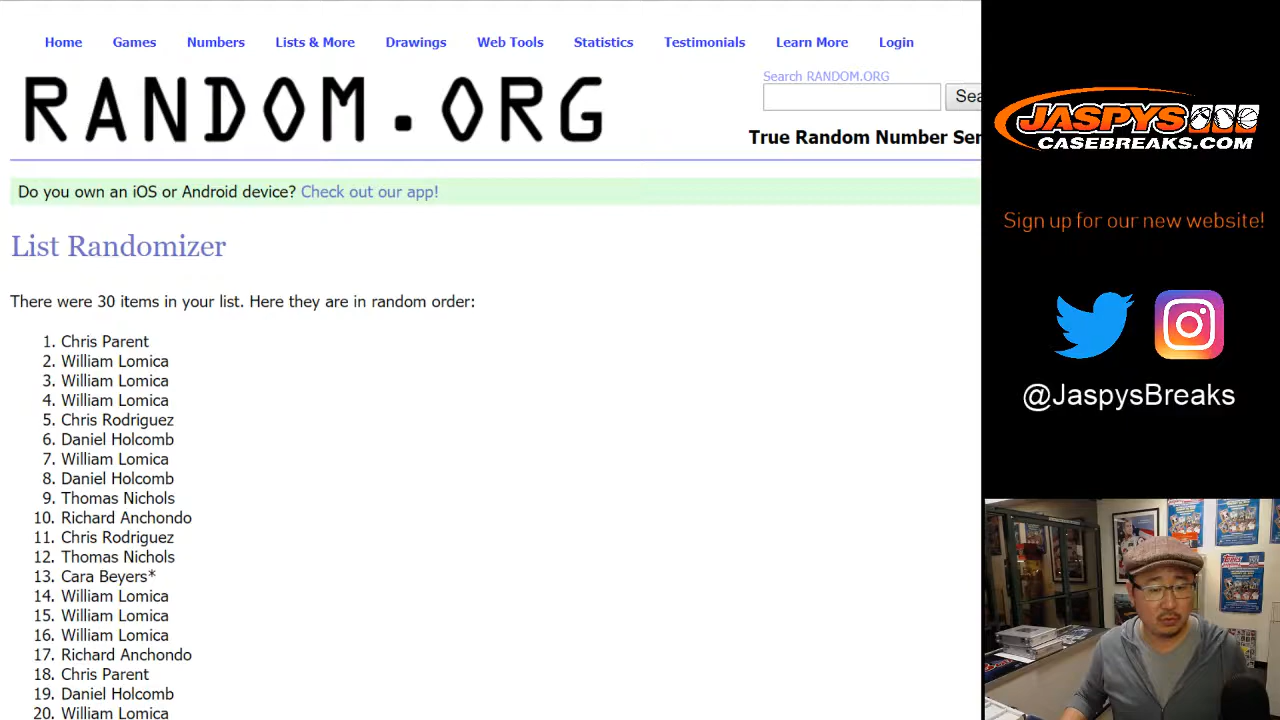 Home Games Numbers Lists & More Drawings Web Tools Statistics Testimonials Learn More Login
RANDOM.ORG
Search RANDOM.ORG
Sea
True Random Number Ser
Do you own an iOS or Android device? Check out our app!
List Randomizer
There were 30 items in your list. Here they are in random order:
1. Chris Parent
2. William Lomica
3. William Lomica
4. William Lomica
5. Chris Rodriguez
6. Daniel Holcomb
7. William Lomica
8. Daniel Holcomb
9. Thomas Nichols
10. Richard Anchondo
11. Chris Rodriguez
12. Thomas Nichols
13. Cara Beyers*
14. William Lomica
15. William Lomica
16. William Lomica
17. Richard Anchondo
18. Chris Parent
19. Daniel Holcomb
20. William Lomica
JASPYS
CASEBREAKS.COM
Sign up for our new website!
@JaspysBreaks